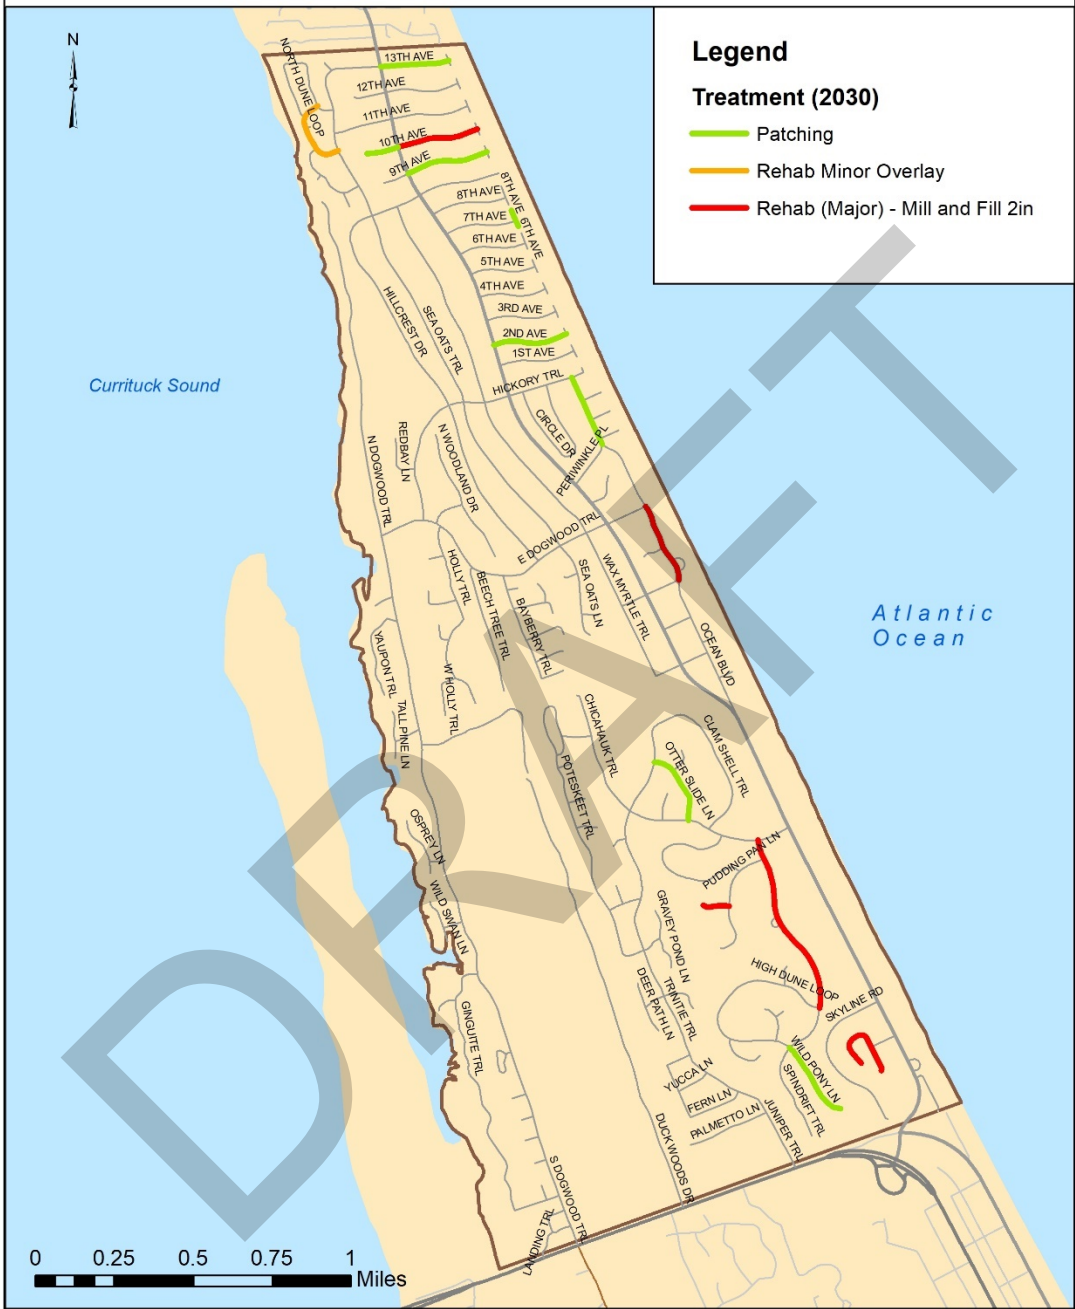 N
Legend
Treatment (2030)
Patching
Rehab Minor Overlay
Rehab (Major) - Mill and Fill 2in
NORTH DUNE LOOP
13TH AVE
12TH AVE
11TH AVE
10TH AVE
9TH AVE
8TH AVE
8TH AVE
7TH AVE
6TH AVE
6TH AVE
5TH AVE
4TH AVE
3RD AVE
2ND AVE
1ST AVE
HILLCREST DR
SEA OATS TRL
HICKORY TRL
Currituck Sound
CIRCLE DR
PERIWINKLE PL
N DOGWOOD TRL
REDBAY LN
N WOODLAND DR
E DOGWOOD TRL
HOLLY TRL
BEECH TREE TRL
BAYBERRY TRL
SEA OATS LN
WAX MYRTLE TRL
Atlantic
Ocean
OCEAN BLVD
YAUPON TRL
W HOLLY TRL
TALL PINE LN
CHICAHAUK TRL
CLAM SHELL TRL
OTTER SLIDE LN
POTESKEET TRL
OSPREY LN
PUDDING PAN LN
WILD SWAN LN
GRAVEY POND LN
HIGH DUNE LOOP
SKYLINE RD
DEER PATH LN
TRINITIE TRL
GINGUITE TRL
WILD PONY LN
SPINDRIFT TRL
YUCCA LN
FERN LN
PALMETTO LN
JUNIPER TRL
DUCK WOODS DR
S DOGWOOD TRL
LANDING TRL
0 0.25 0.5 0.75 1
Miles
DRAFT